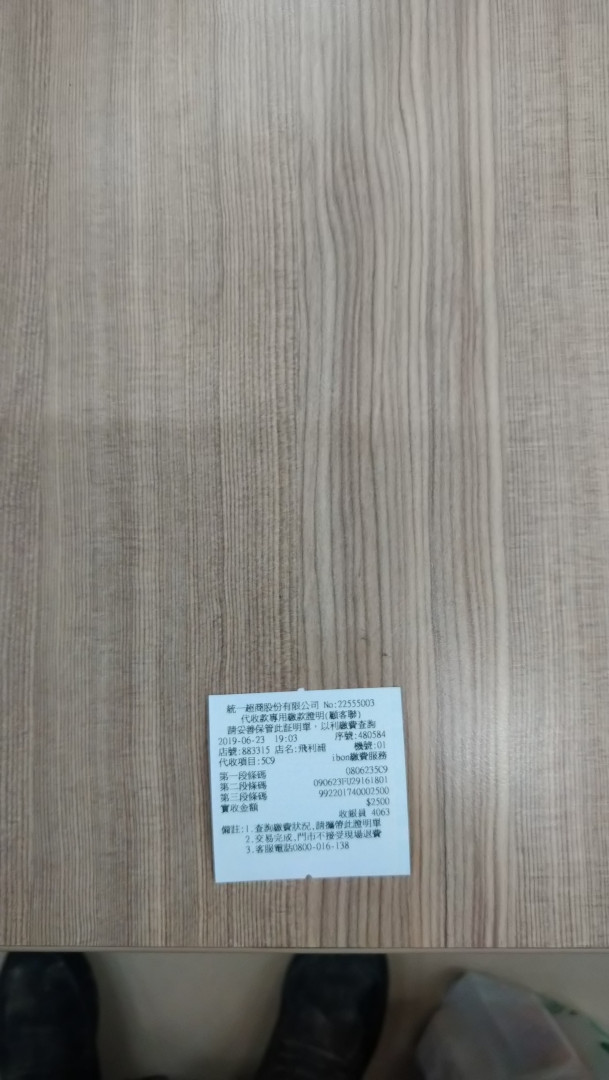 統一超商股份有限公司 No:22555003
代收款專用繳款證明(顧客聯)
請妥善保管此証明單，以利繳費查詢
2019-06-23 19:03 序號:480584
店號:883315 店名:飛利浦 機號:01
代收項目:5C9 ibon繳費服務
第一段條碼 0806235C9
第二段條碼 090623FU29161801
第三段條碼 992201740002500
實收金額 $2500
收銀員 4063
備註:1.查詢繳費狀況,請攜帶此證明單
2.交易完成,門市不接受現場退費
3.客服電話0800-016-138